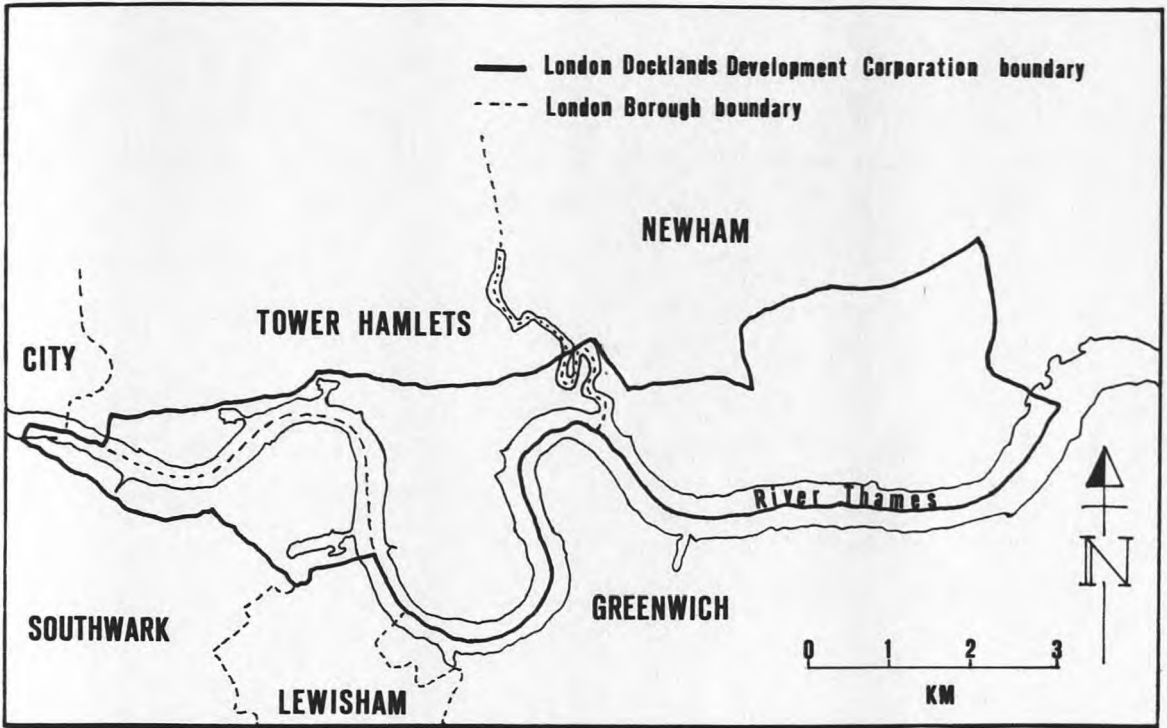 London Docklands Development Corporation boundary
London Borough boundary
NEWHAM
TOWER HAMLETS
CITY
River Thames
N
GREENWICH
SOUTHWARK
LEWISHAM
0 1 2 3
KM